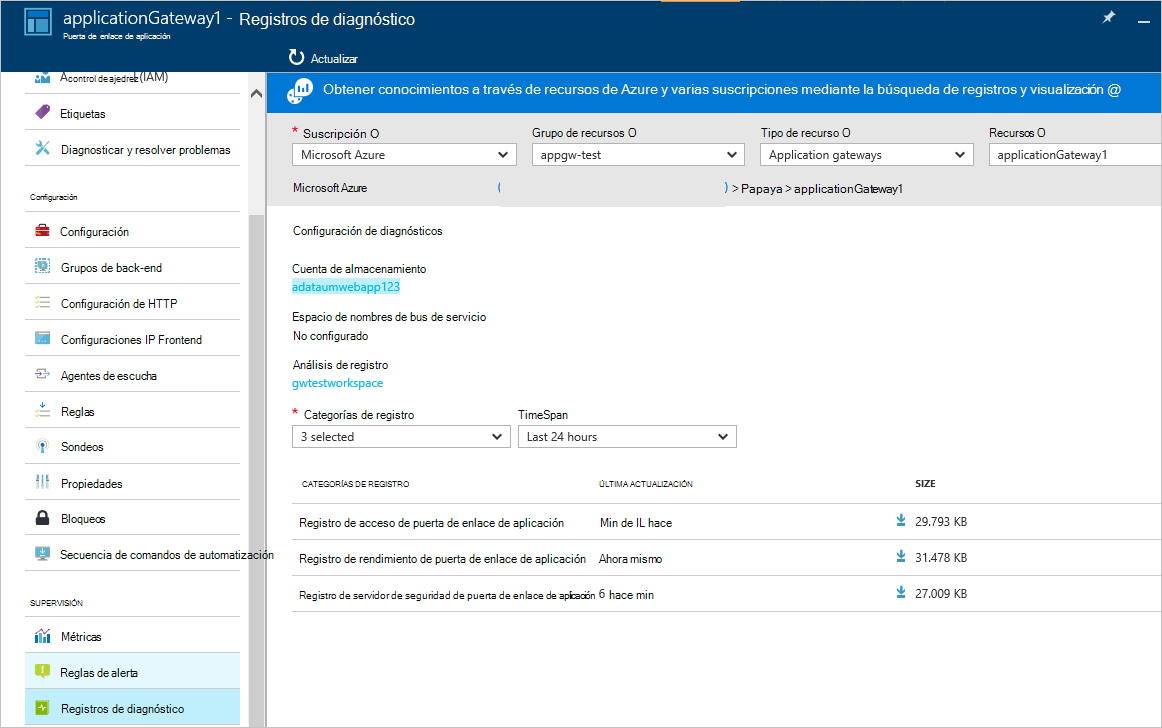 applicationGateway1 - Registros de diagnóstico
Puerta de enlace de aplicación
Actualizar
Acontrol de ajedrez (IAM)
Etiquetas
Diagnosticar y resolver problemas
Configuración
Configuración
Grupos de back-end
Configuración de HTTP
Configuraciones IP Frontend
Agentes de escucha
Reglas
Sondeos
Propiedades
Bloqueos
Secuencia de comandos de automatización
SUPERVISIÓN
Métricas
Reglas de alerta
Registros de diagnóstico
Obtener conocimientos a través de recursos de Azure y varias suscripciones mediante la búsqueda de registros y visualización @
* Suscripción O Grupo de recursos O Tipo de recurso O Recursos O
Microsoft Azure appgw-test Application gateways applicationGateway1
Microsoft Azure ( ) > Papaya > applicationGateway1
Configuración de diagnósticos
Cuenta de almacenamiento
adataumwebapp123
Espacio de nombres de bus de servicio
No configurado
Análisis de registro
gwtestworkspace
* Categorías de registro TimeSpan
3 selected Last 24 hours
CATEGORÍAS DE REGISTRO ÚLTIMA ACTUALIZACIÓN SIZE
Registro de acceso de puerta de enlace de aplicación Min de IL hace 29.793 KB
Registro de rendimiento de puerta de enlace de aplicación Ahora mismo 31.478 KB
Registro de servidor de seguridad de puerta de enlace de aplicación 6 hace min 27.009 KB